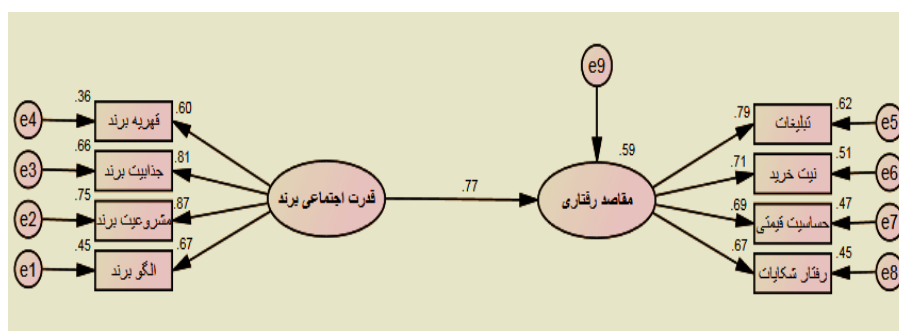 e9
e4 .36 قهریه برند .60
e3 .66 جذابیت برند .81
e2 .75 مشروعیت برند .87
e1 .45 الگو برند .67
قدرت اجتماعی برند
.77
مقاصد رفتاری
.59
.79 تبلیغات .62 e5
.71 نیت خرید .51 e6
.69 حساسیت قیمتی .47 e7
.67 رفتار شکایات .45 e8